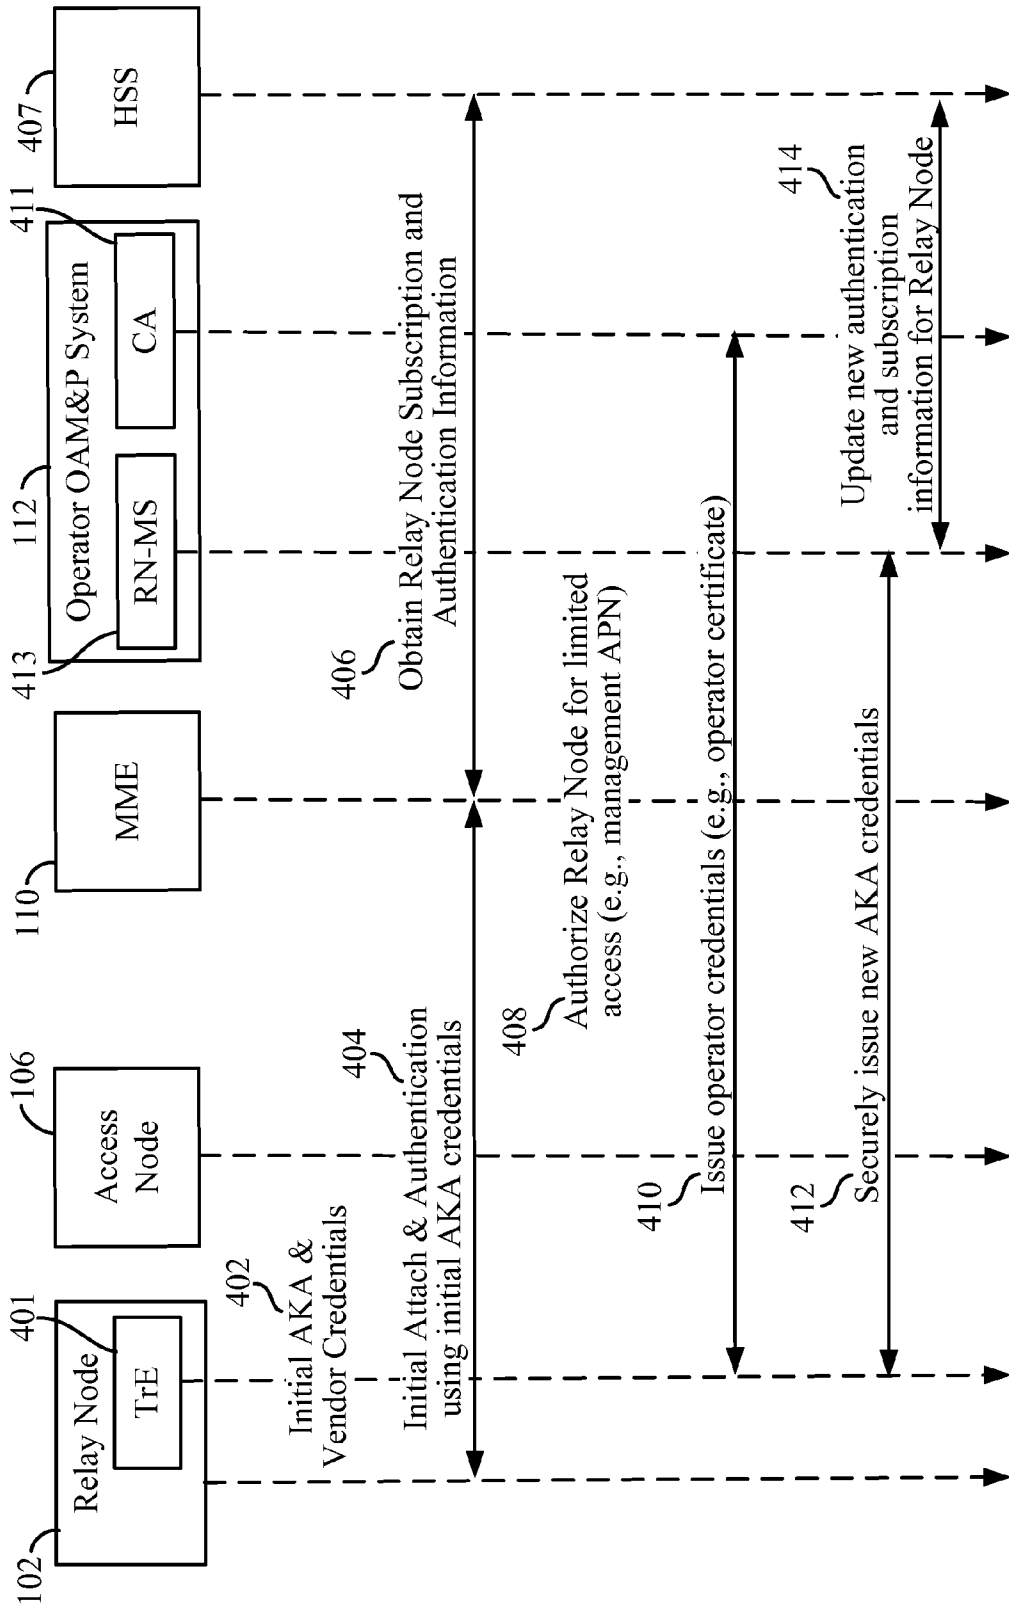 102
Relay Node
401
TrE
106
Access
Node
110
MME
112
Operator OAM&P System
413
RN-MS
411
CA
407
HSS
402
Initial AKA &
Vendor Credentials
404
Initial Attach & Authentication
using initial AKA credentials
406
Obtain Relay Node Subscription and
Authentication Information
408
Authorize Relay Node for limited
access (e.g., management APN)
410
Issue operator credentials (e.g., operator certificate)
412
Securely issue new AKA credentials
414
Update new authentication
and subscription
information for Relay Node